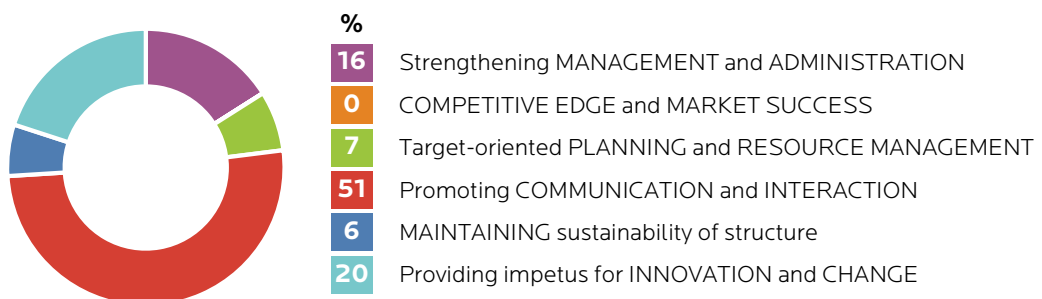 %
16 Strengthening MANAGEMENT and ADMINISTRATION
0 COMPETITIVE EDGE and MARKET SUCCESS
7 Target-oriented PLANNING and RESOURCE MANAGEMENT
51 Promoting COMMUNICATION and INTERACTION
6 MAINTAINING sustainability of structure
20 Providing impetus for INNOVATION and CHANGE